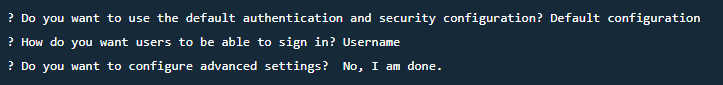 ? Do you want to use the default authentication and security configuration? Default configuration
? How do you want users to be able to sign in? Username
? Do you want to configure advanced settings?  No, I am done.